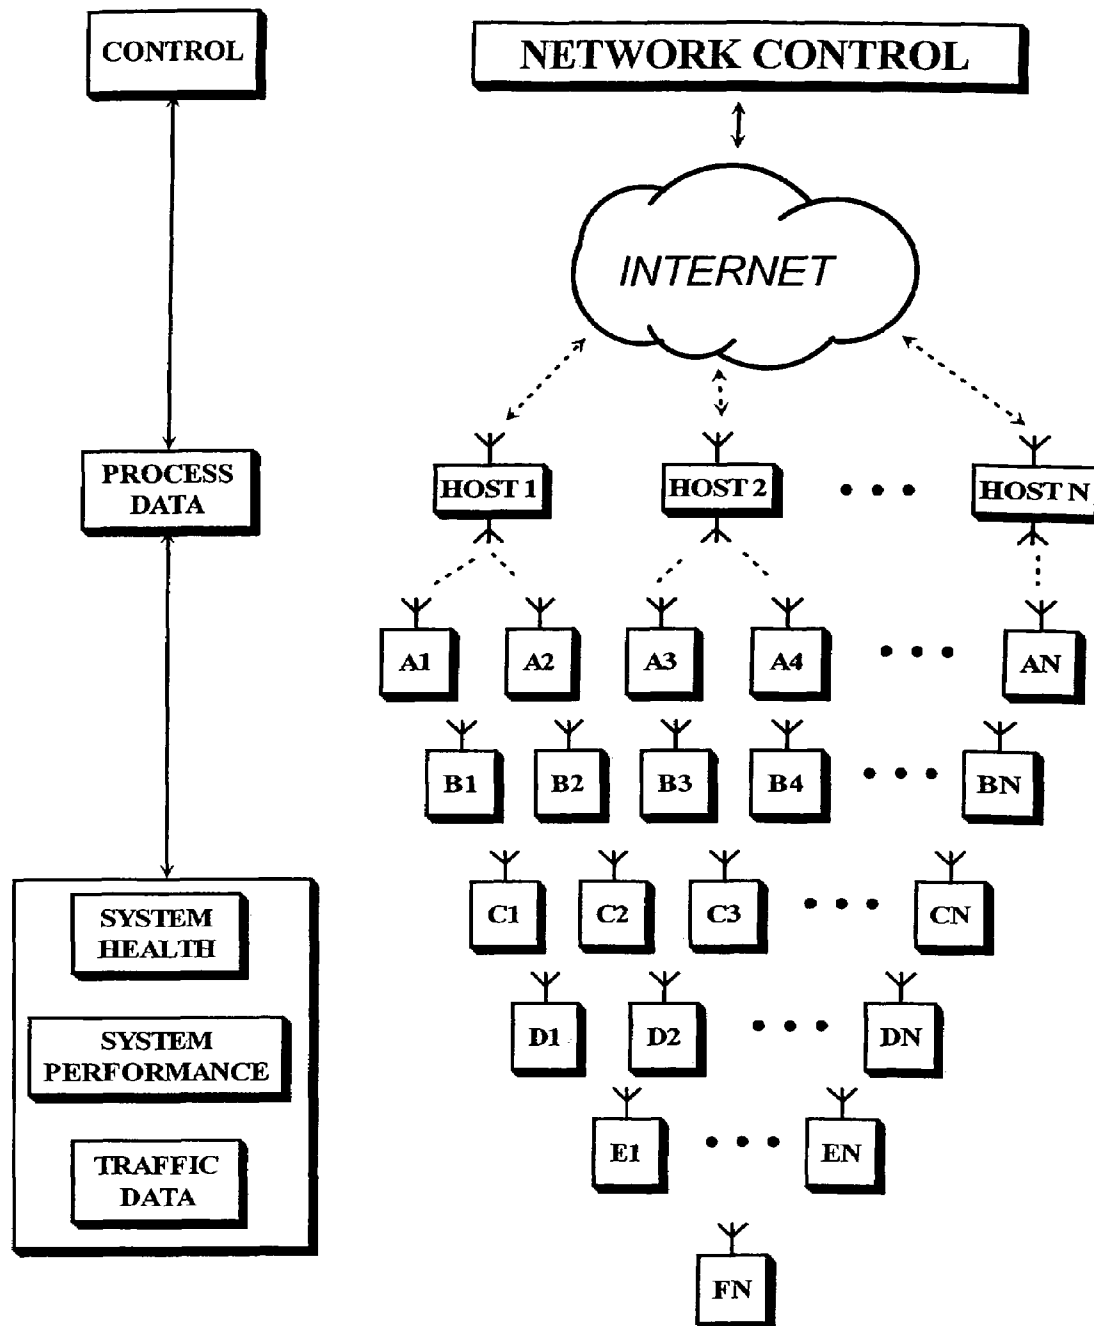 CONTROL
NETWORK CONTROL
INTERNET
PROCESS
DATA
HOST 1
HOST 2
HOST N
A1
A2
A3
A4
AN
B1
B2
B3
B4
BN
C1
C2
C3
CN
SYSTEM
HEALTH
D1
D2
DN
SYSTEM
PERFORMANCE
E1
EN
TRAFFIC
DATA
FN